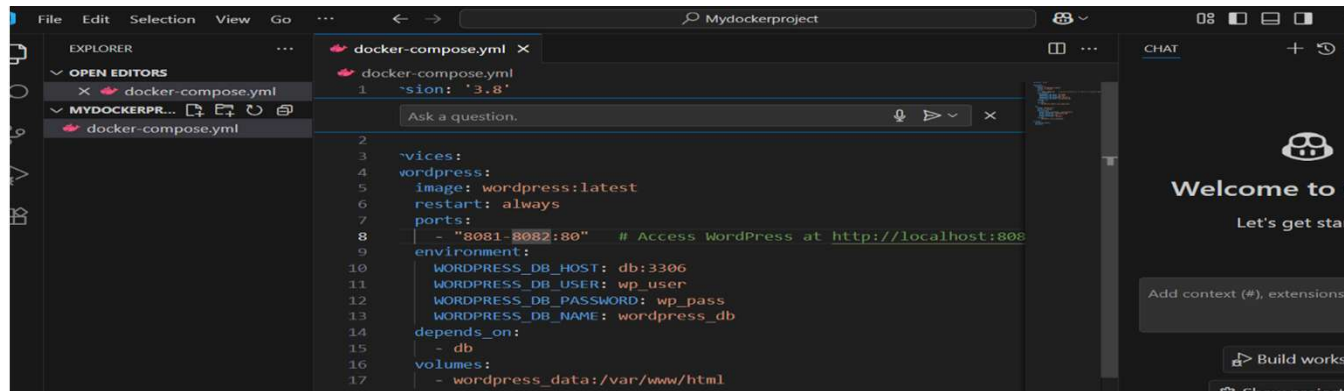 File Edit Selection View Go ··· Mydockerproject
EXPLORER ···
OPEN EDITORS
docker-compose.yml
MYDOCKERPR...
docker-compose.yml
docker-compose.yml
docker-compose.yml
1 rsion: '3.8'
Ask a question.
2
3 rvices:
4 wordpress:
5 image: wordpress:latest
6 restart: always
7 ports:
8 - "8081-8082:80" # Access WordPress at http://localhost:808
9 environment:
10 WORDPRESS_DB_HOST: db:3306
11 WORDPRESS_DB_USER: wp_user
12 WORDPRESS_DB_PASSWORD: wp_pass
13 WORDPRESS_DB_NAME: wordpress_db
14 depends_on:
15 - db
16 volumes:
17 - wordpress_data:/var/www/html
CHAT
Welcome to
Let's get sta
Add context (#), extensions
Build works